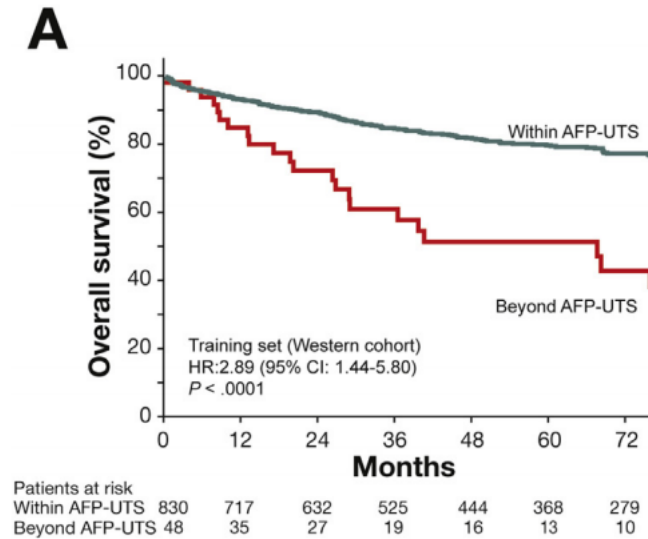 A
Overall survival (%)
100
80
60
40
20
0
Within AFP-UTS
Beyond AFP-UTS
Training set (Western cohort)
HR:2.89 (95% CI: 1.44-5.80)
P < .0001
0 12 24 36 48 60 72
Months
Patients at risk
Within AFP-UTS 830 717 632 525 444 368 279
Beyond AFP-UTS 48 35 27 19 16 13 10